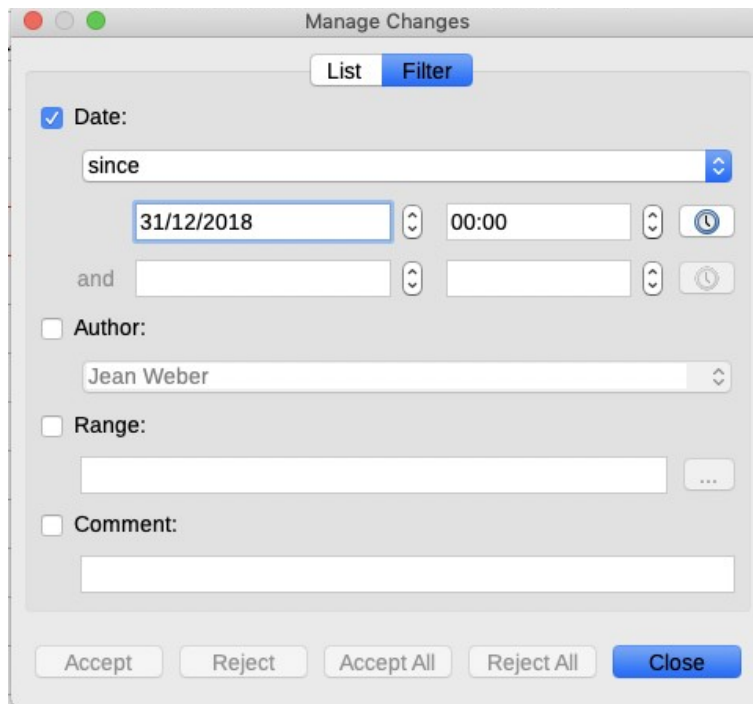 Manage Changes
List Filter
Date:
since
31/12/2018 00:00
and
Author:
Jean Weber
Range:
...
Comment:
Accept Reject Accept All Reject All Close